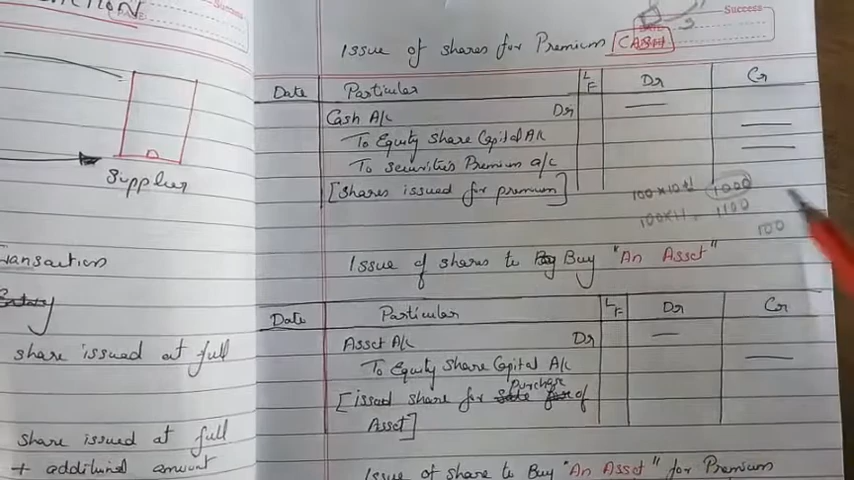 Success
Success
Issue of shares for Premium CASH
Date Particular L F Dr Cr
Cash A/c Dr
To Equity Share Capital A/c
To Securities Premium a/c
[shares issued for premium]
100×10 1000
100×11 1100
100
Supplier
Issue of shares to Buy "An Asset"
Date Particular L F Dr Cr
Asset A/c Dr
To Equity Share Capital A/c
[issued share for purchase of
Asset]
share issued at full
share issued at full
+ additional amount
Issue of share to Buy "An Asset" for Premium